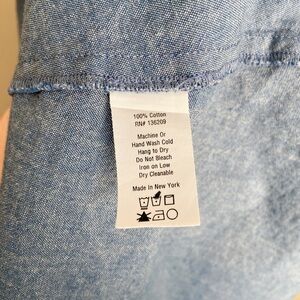 100% Cotton
RN# 136209
Machine Or
Hand Wash Cold
Hang to Dry
Do Not Bleach
Iron on Low
Dry Cleanable
Made in New York